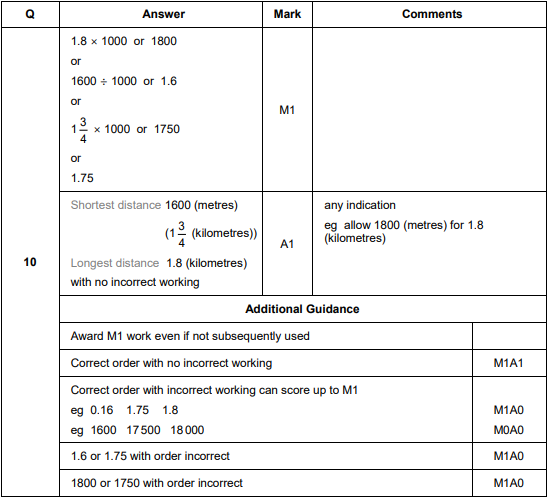 Q Answer Mark Comments
1.8 × 1000 or 1800
or
1600 ÷ 1000 or 1.6
or
1 3/4 × 1000 or 1750
or
1.75
M1
10
Shortest distance 1600 (metres)
(1 3/4 (kilometres))
Longest distance 1.8 (kilometres)
with no incorrect working
A1
any indication
eg allow 1800 (metres) for 1.8
(kilometres)
Additional Guidance
Award M1 work even if not subsequently used
Correct order with no incorrect working M1A1
Correct order with incorrect working can score up to M1
eg 0.16 1.75 1.8 M1A0
eg 1600 17 500 18 000 M0A0
1.6 or 1.75 with order incorrect M1A0
1800 or 1750 with order incorrect M1A0